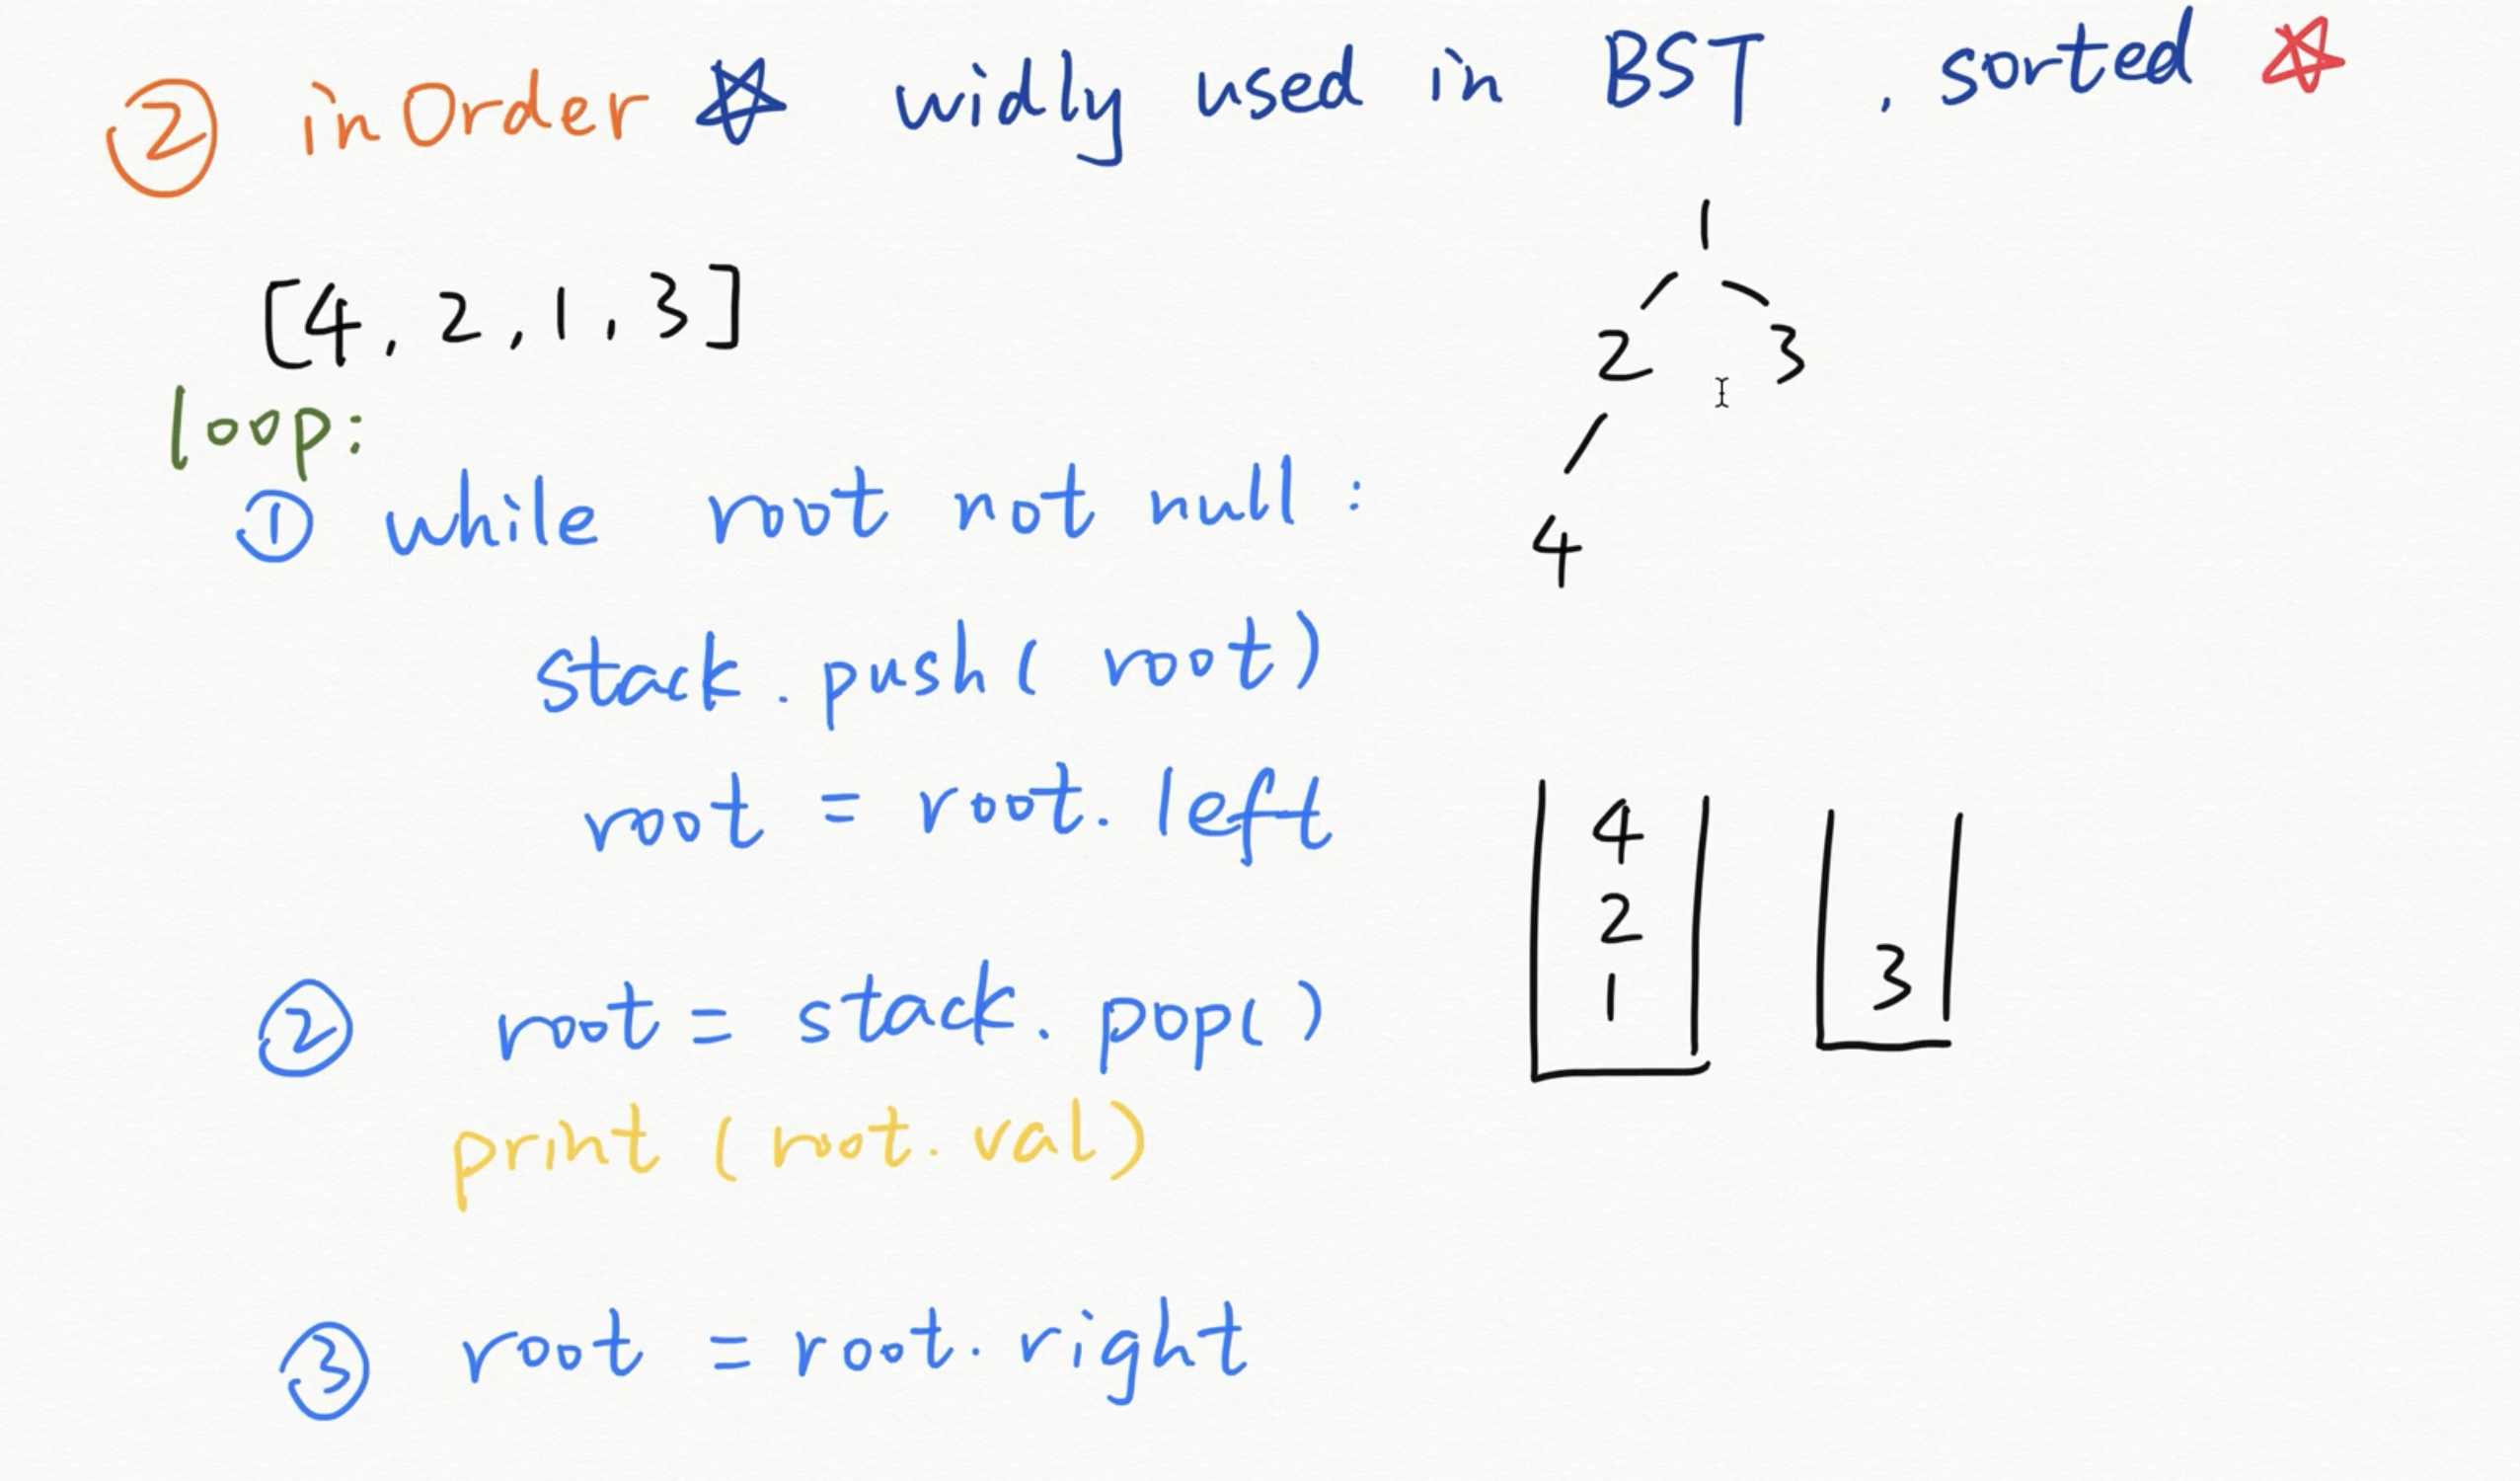 ② inOrder ☆ widly used in BST , sorted ☆
1
[4, 2, 1, 3]
2 3
loop:
① while root not null :
4
stack.push( root)
root = root. left
4
2
1
3
② root = stack. pop( )
print (root. val)
③ root = root. right